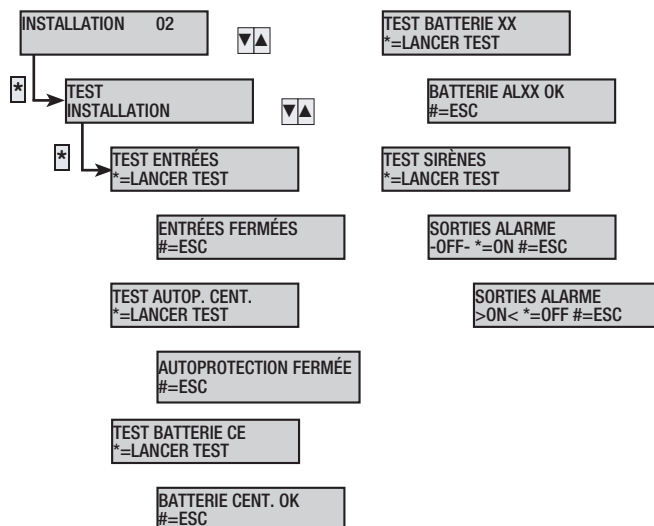 INSTALLATION 02
▼▲
*
TEST
INSTALLATION
▼▲
*
TEST ENTRÉES
*=LANCER TEST
ENTRÉES FERMÉES
#=ESC
TEST AUTOP. CENT.
*=LANCER TEST
AUTOPROTECTION FERMÉE
#=ESC
TEST BATTERIE CE
*=LANCER TEST
BATTERIE CENT. OK
#=ESC
TEST BATTERIE XX
*=LANCER TEST
BATTERIE ALXX OK
#=ESC
TEST SIRÈNES
*=LANCER TEST
SORTIES ALARME
-OFF- *=ON #=ESC
SORTIES ALARME
>ON< *=OFF #=ESC